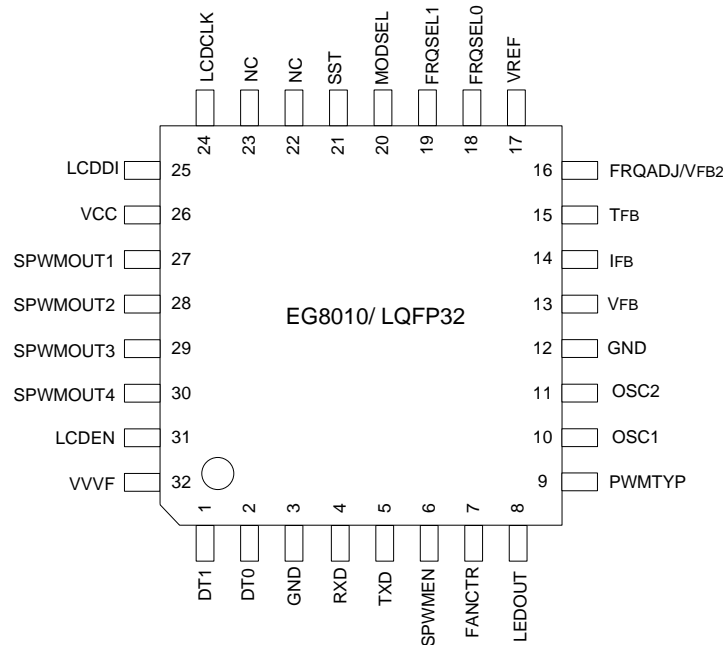 LCDCLK
NC
NC
SST
MODSEL
FRQSEL1
FRQSEL0
VREF
24
23
22
21
20
19
18
17
LCDDI 25
VCC 26
SPWMOUT1 27
SPWMOUT2 28
SPWMOUT3 29
SPWMOUT4 30
LCDEN 31
VVVF 32
EG8010/ LQFP32
16 FRQADJ/VFB2
15 TFB
14 IFB
13 VFB
12 GND
11 OSC2
10 OSC1
9 PWMTYP
1
2
3
4
5
6
7
8
DT1
DT0
GND
RXD
TXD
SPWMEN
FANCTR
LEDOUT